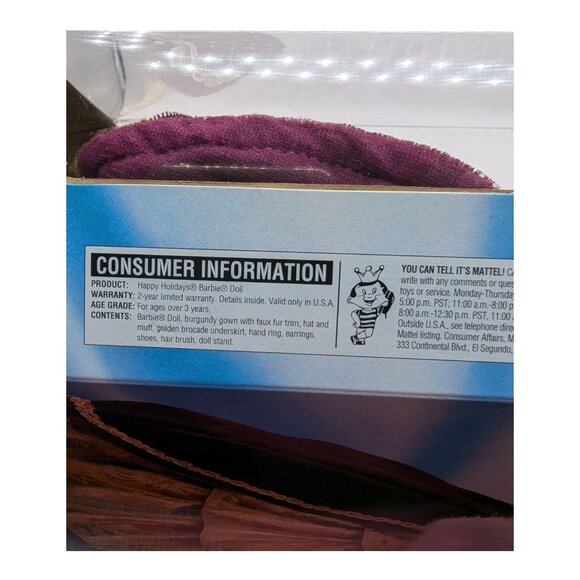 CONSUMER INFORMATION
PRODUCT: Happy Holidays® Barbie® Doll
WARRANTY: 2-year limited warranty. Details inside. Valid only in U.S.A.
AGE GRADE: For ages over 3 years.
CONTENTS: Barbie® Doll, burgundy gown with faux fur trim, hat and
muff, golden brocade underskirt, hand ring, earrings,
shoes, hair brush, doll stand.
YOU CAN TELL IT'S MATTEL!
write with any comments or
toys or service. Monday-Thursday
5:00 p.m. PST; 11:00 a.m.-8:00
8:00 a.m.-12:30 p.m. PST, 11:00
Outside U.S.A., see telephone
Mattel listing. Consumer Affairs,
333 Continental Blvd., El Segundo,